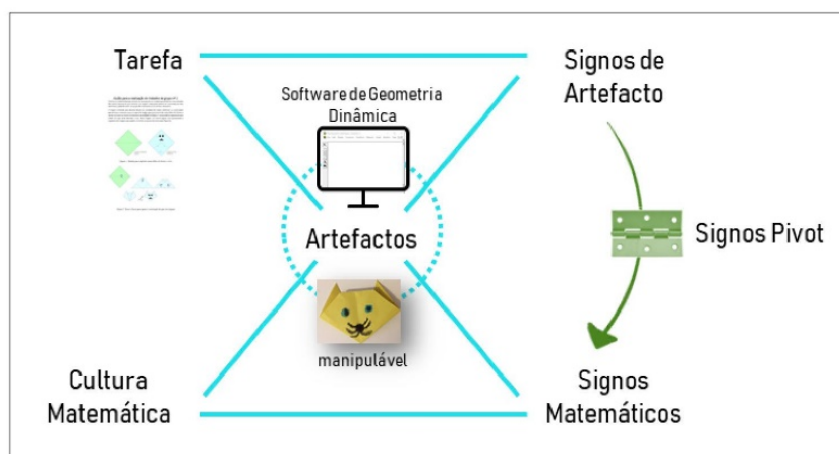 Tarefa
Signos de
Artefacto
Software de Geometria
Dinâmica
Artefactos
Signos Pivot
manipulável
Cultura
Matemática
Signos
Matemáticos